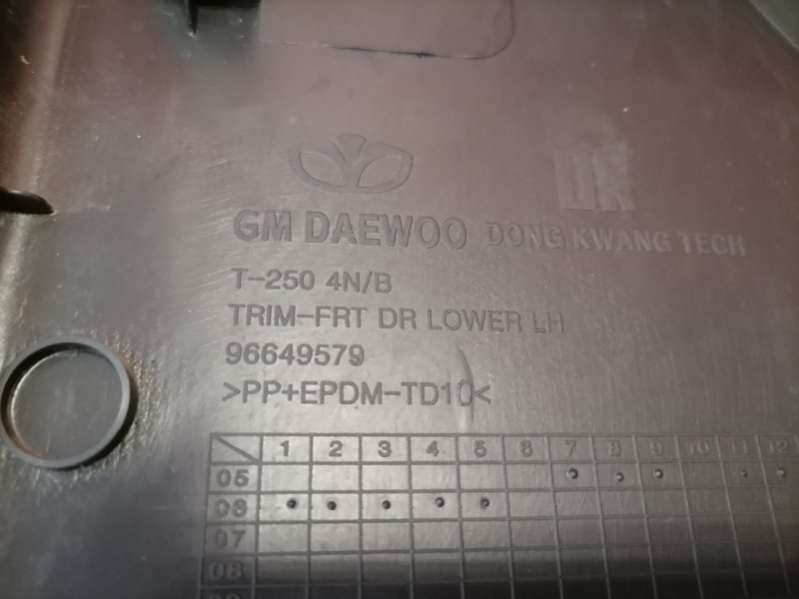 DK
GM DAEWOO DONG KWANG TECH
T-250 4N/B
TRIM-FRT DR LOWER LH
96649579
>PP+EPDM-TD10<
1 2 3 4 5 6 7 8 9 10 11 12
05
06
07
08